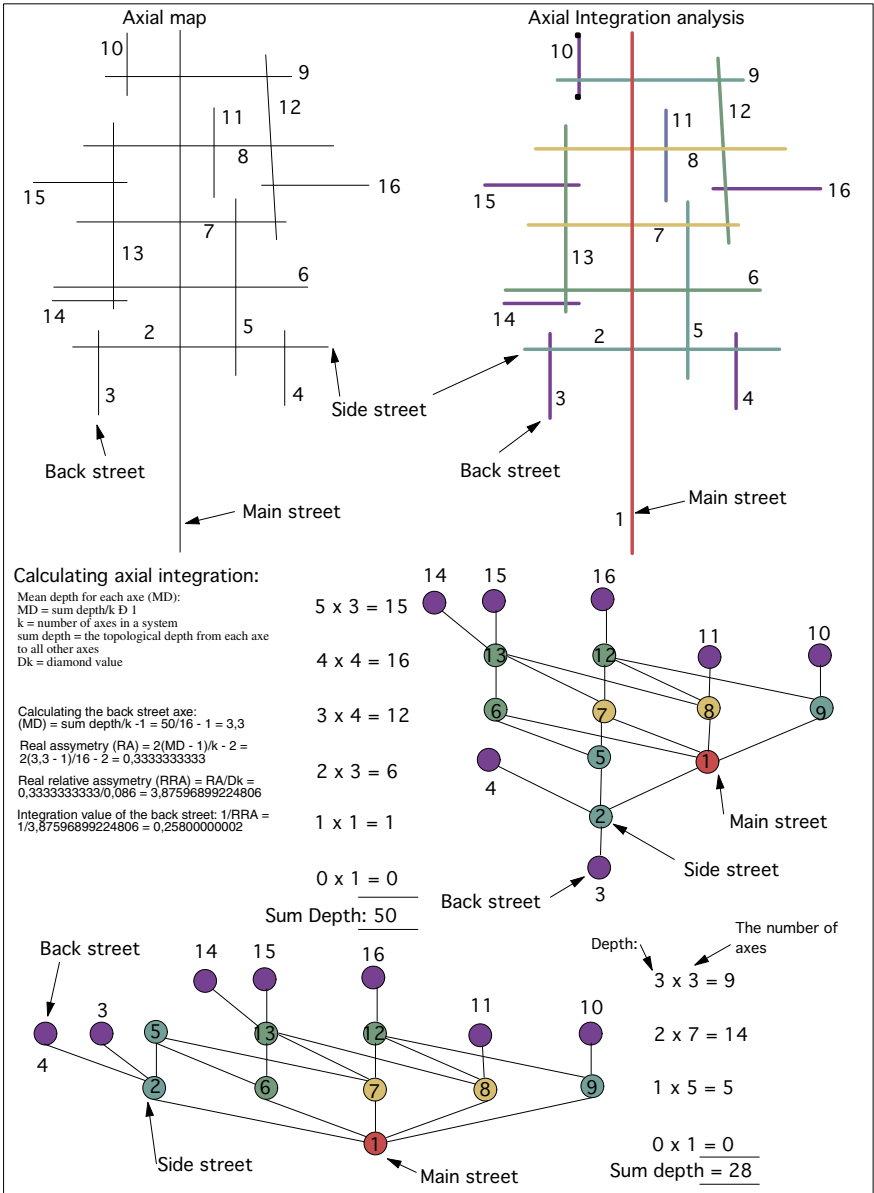 Axial map
Axial Integration analysis
10
9
12
11
8
15
16
7
13
6
14
2
5
3
4
Side street
Back street
Main street
10
9
12
11
8
15
16
7
13
6
14
2
5
3
4
Back street
1
Main street
Calculating axial integration:
Mean depth for each axe (MD):
MD = sum depth/k Ð 1
k = number of axes in a system
sum depth = the topological depth from each axe
to all other axes
Dk = diamond value
Calculating the back street axe:
(MD) = sum depth/k -1 = 50/16 - 1 = 3,3
Real assymetry (RA) = 2(MD - 1)/k - 2 =
2(3,3 - 1)/16 - 2 = 0,3333333333
Real relative assymetry (RRA) = RA/Dk =
0,3333333333/0,086 = 3,87596899224806
Integration value of the back street: 1/RRA =
1/3,87596899224806 = 0,25800000002
5 x 3 = 15
4 x 4 = 16
3 x 4 = 12
2 x 3 = 6
1 x 1 = 1
0 x 1 = 0
Sum Depth: 50
14
15
16
13
12
11
10
6
7
8
9
4
5
1
Main street
2
Side street
Back street
3
Back street
14
15
16
3
5
13
12
11
10
4
2
6
7
8
9
Side street
1
Main street
Depth:
The number of
axes
3 x 3 = 9
2 x 7 = 14
1 x 5 = 5
0 x 1 = 0
Sum depth = 28